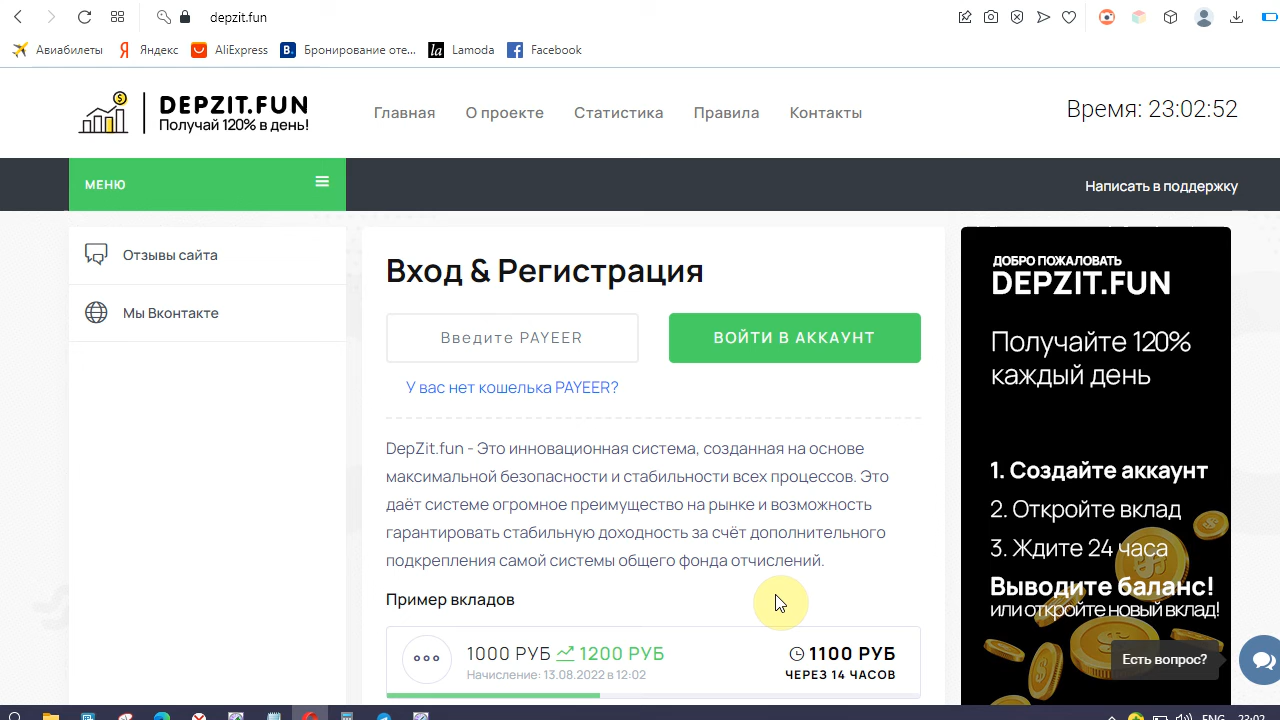 depzit.fun
Авиабилеты
Яндекс
AliExpress
B.
Бронирование оте...
la
Lamoda
Facebook
DEPZIT.FUN
Получай 120% в день!
Главная
О проекте
Статистика
Правила
Контакты
Время: 23:02:52
МЕНЮ
Написать в поддержку
Отзывы сайта
Мы Вконтакте
Вход & Регистрация
Введите PAYEER
ВОЙТИ В АККАУНТ
У вас нет кошелька PAYEER?
DepZit.fun - Это инновационная система, созданная на основе
максимальной безопасности и стабильности всех процессов. Это
даёт системе огромное преимущество на рынке и возможность
гарантировать стабильную доходность за счёт дополнительного
подкрепления самой системы общего фонда отчислений.
Пример вкладов
1000 РУБ 1200 РУБ
Начисление: 13.08.2022 в 12:02
1100 РУБ
ЧЕРЕЗ 14 ЧАСОВ
ДОБРО ПОЖАЛОВАТЬ
DEPZIT.FUN
Получайте 120%
каждый день
1. Создайте аккаунт
2. Откройте вклад
3. Ждите 24 часа
Выводите баланс!
или откройте новый вклад!
Есть вопрос?
ENG
23:02